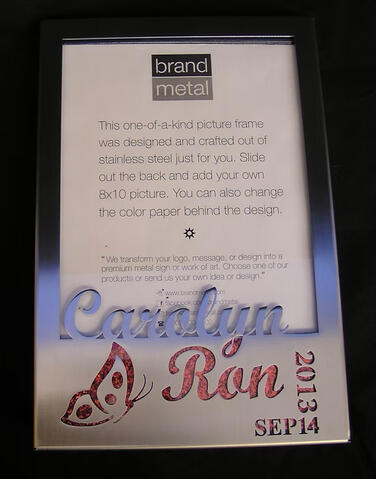 brand
metal
This one-of-a-kind picture frame
was designed and crafted out of
stainless steel just for you. Slide
out the back and add your own
8x10 picture. You can also change
the color paper behind the design.
"We transform your logo, message, or design into a
premium metal sign or work of art. Choose one of our
products or send us your own idea or design."
Carolyn
Ron
2013
SEP14